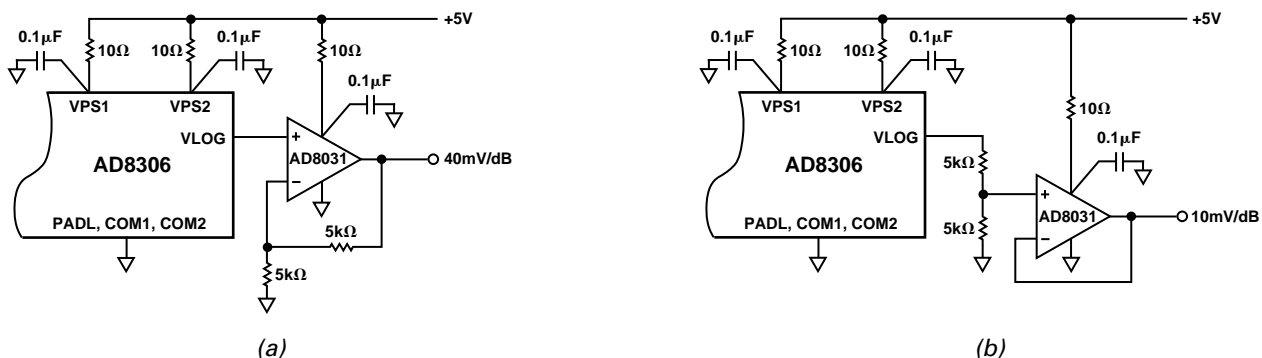 +5V
0.1µF
10Ω
10Ω
0.1µF
10Ω
0.1µF
VPS1
VPS2
VLOG
+
AD8031
40mV/dB
AD8306
−
PADL, COM1, COM2
5kΩ
5kΩ
(a)
+5V
0.1µF
10Ω
10Ω
0.1µF
VPS1
VPS2
10Ω
VLOG
0.1µF
5kΩ
AD8306
+
AD8031
10mV/dB
5kΩ
−
PADL, COM1, COM2
(b)